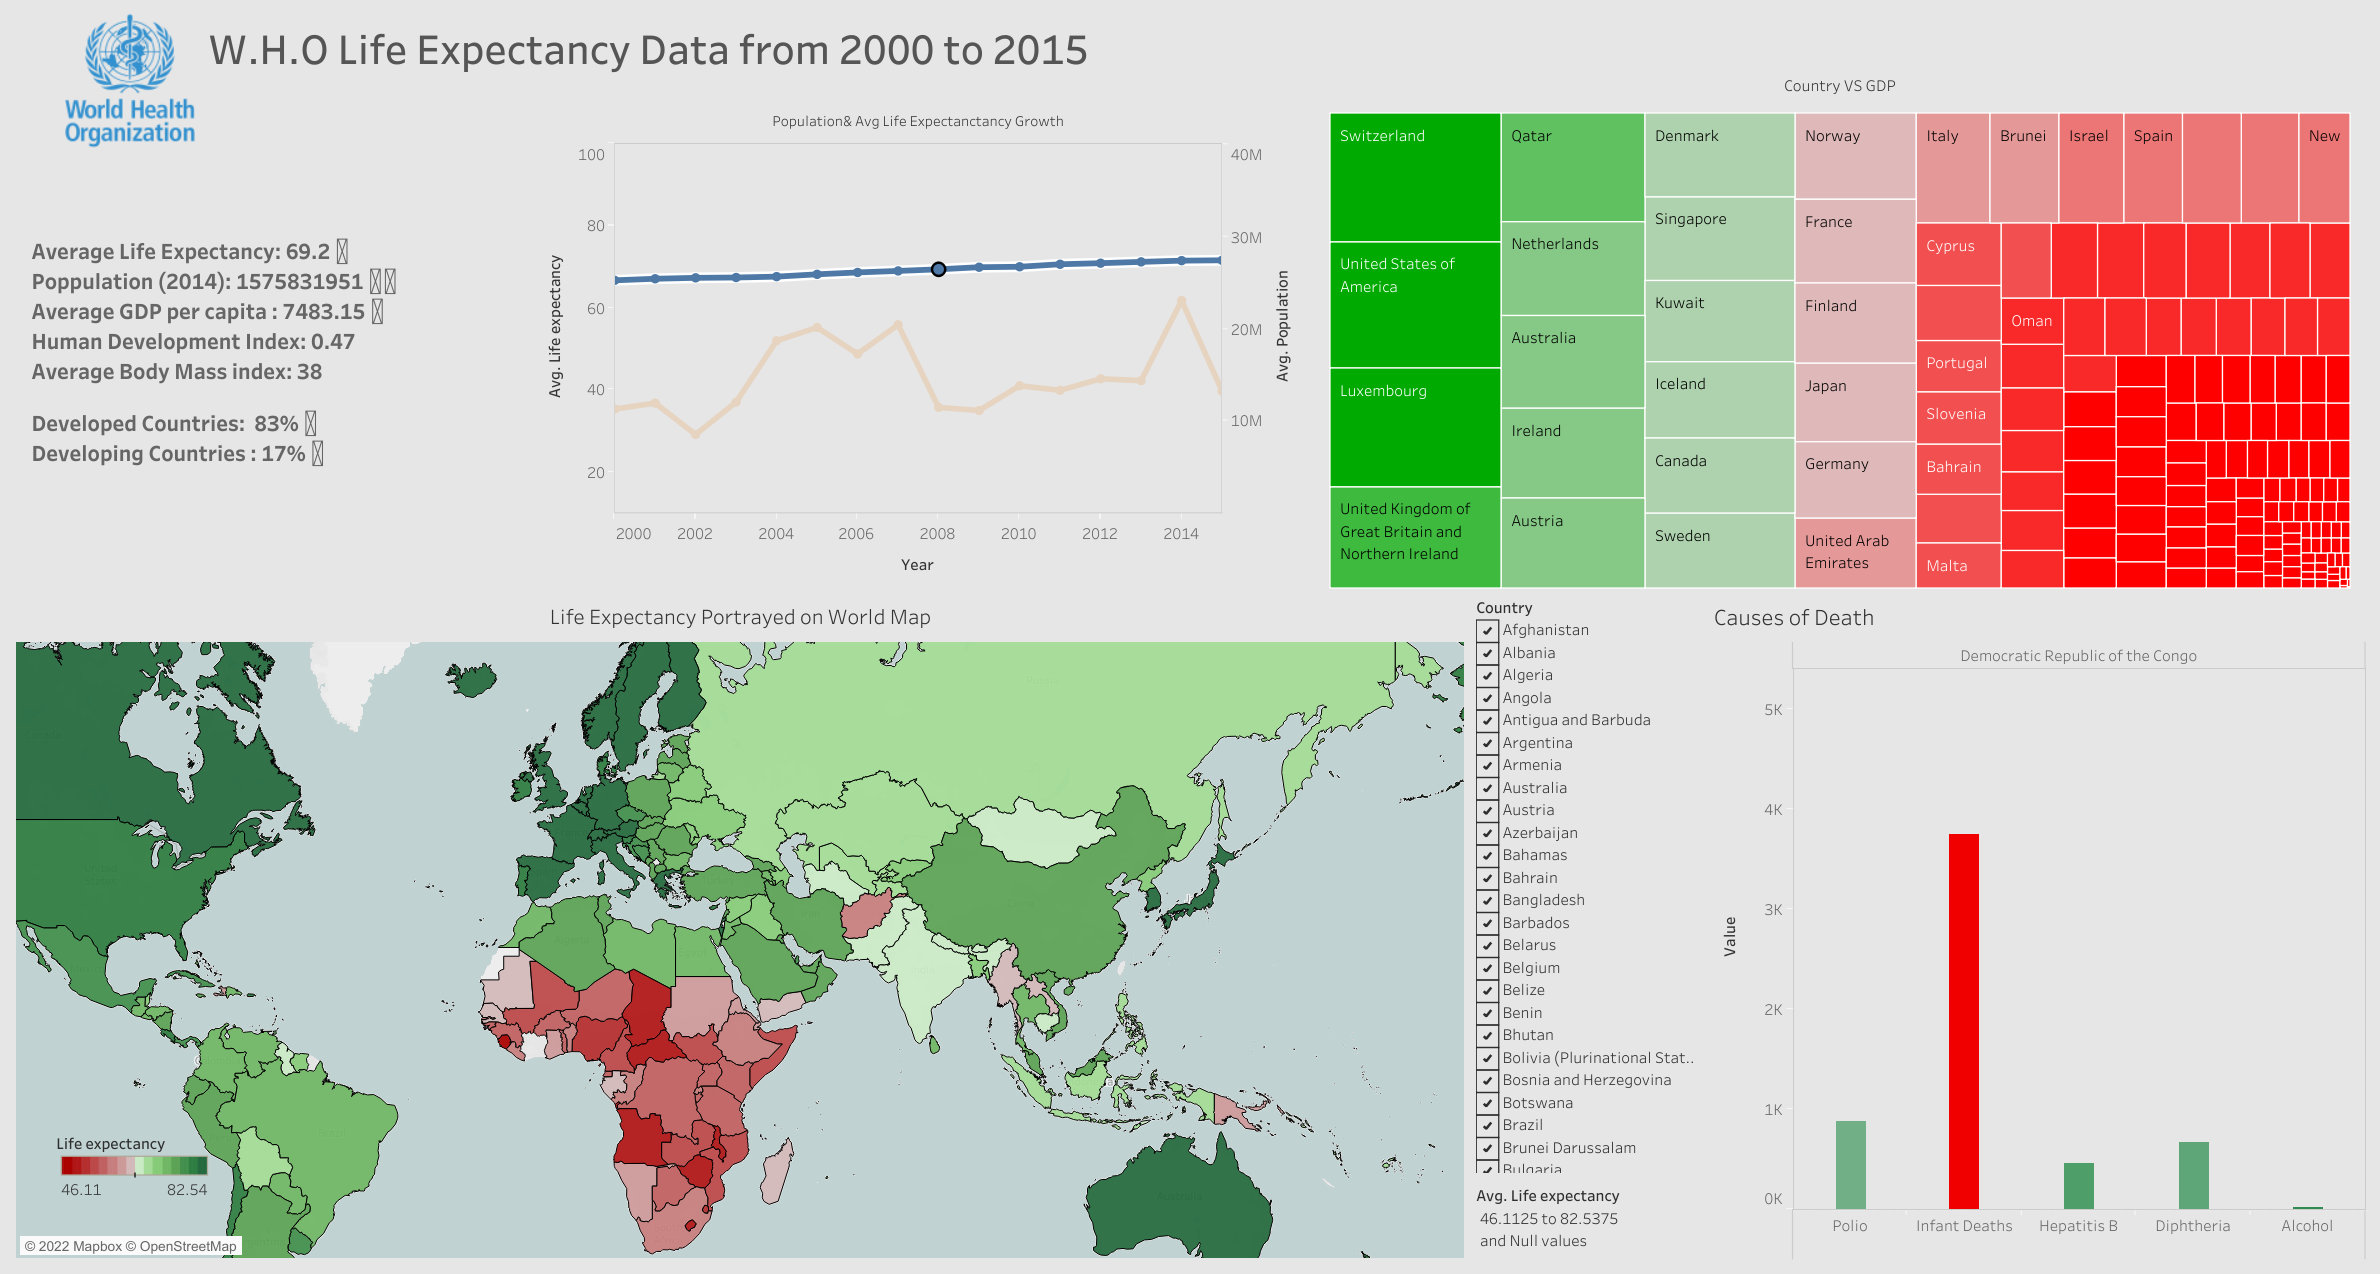 W.H.O Life Expectancy Data from 2000 to 2015
World Health
Organization
Average Life Expectancy: 69.2
Poppulation (2014): 1575831951
Average GDP per capita : 7483.15
Human Development Index: 0.47
Average Body Mass index: 38
Developed Countries: 83%
Developing Countries : 17%
Population& Avg Life Expectanctancy Growth
100
80
60
40
20
Avg. Life expectancy
40M
30M
20M
10M
Avg. Population
2000
2002
2004
2006
2008
2010
2012
2014
Year
Country VS GDP
Switzerland
United States of
America
Luxembourg
United Kingdom of
Great Britain and
Northern Ireland
Qatar
Netherlands
Australia
Ireland
Austria
Denmark
Singapore
Kuwait
Iceland
Canada
Sweden
Norway
France
Finland
Japan
Germany
United Arab
Emirates
Italy
Brunei
Israel
Spain
New
Cyprus
Oman
Portugal
Slovenia
Bahrain
Malta
Life Expectancy Portrayed on World Map
Life expectancy
46.11
82.54
© 2022 Mapbox © OpenStreetMap
Country
Afghanistan
Albania
Algeria
Angola
Antigua and Barbuda
Argentina
Armenia
Australia
Austria
Azerbaijan
Bahamas
Bahrain
Bangladesh
Barbados
Belarus
Belgium
Belize
Benin
Bhutan
Bolivia (Plurinational Stat..
Bosnia and Herzegovina
Botswana
Brazil
Brunei Darussalam
Bulgaria
Avg. Life expectancy
46.1125 to 82.5375
and Null values
Causes of Death
Democratic Republic of the Congo
5K
4K
3K
2K
1K
0K
Value
Polio
Infant Deaths
Hepatitis B
Diphtheria
Alcohol